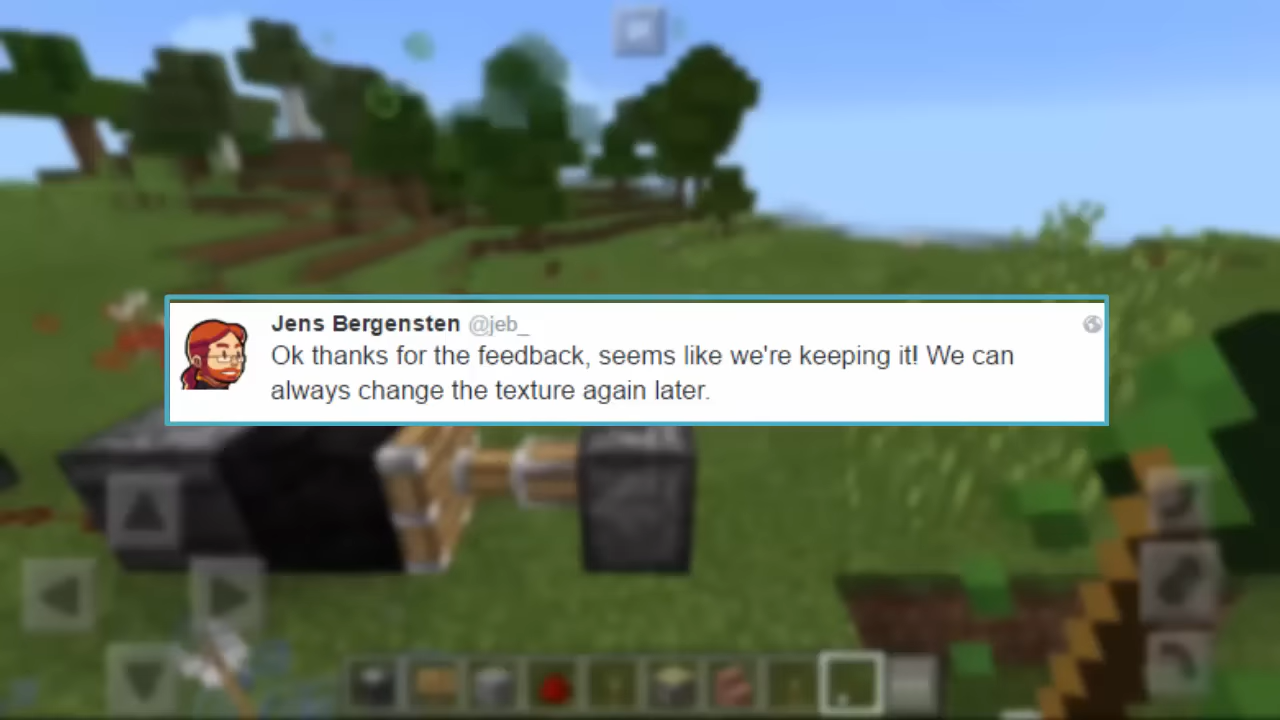 Jens Bergensten @jeb_
Ok thanks for the feedback, seems like we're keeping it! We can
always change the texture again later.